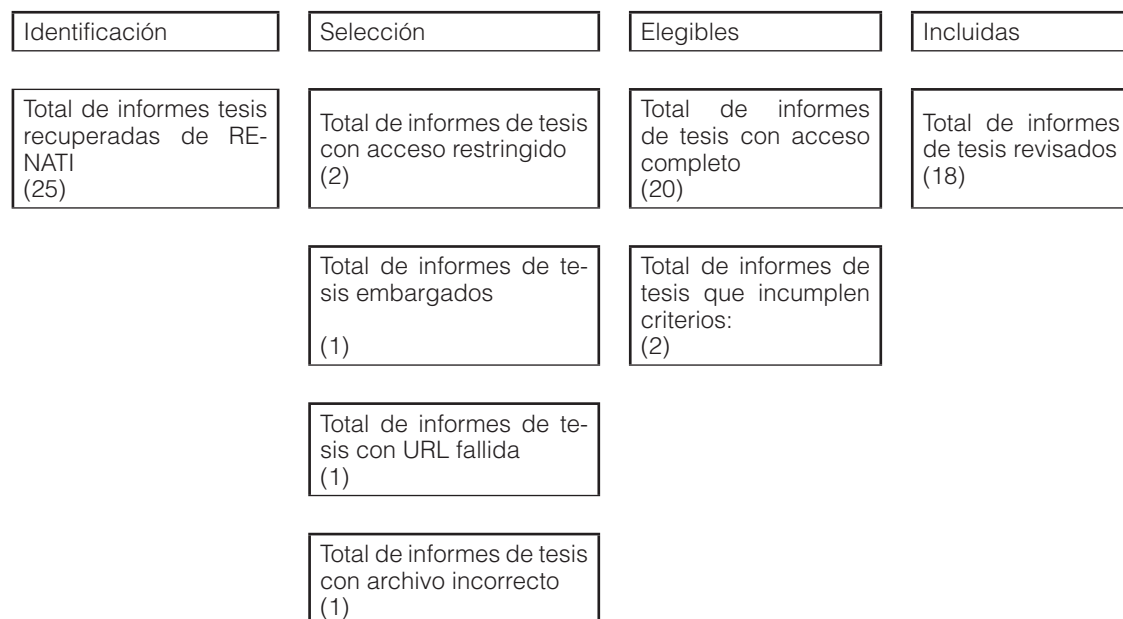 Identificación
Selección
Elegibles
Incluidas
Total de informes tesis
recuperadas de RE-
NATI
(25)
Total de informes de tesis
con acceso restringido
(2)
Total de informes
de tesis con acceso
completo
(20)
Total de informes
de tesis revisados
(18)
Total de informes de te-
sis embargados
(1)
Total de informes de
tesis que incumplen
criterios:
(2)
Total de informes de te-
sis con URL fallida
(1)
Total de informes de tesis
con archivo incorrecto
(1)